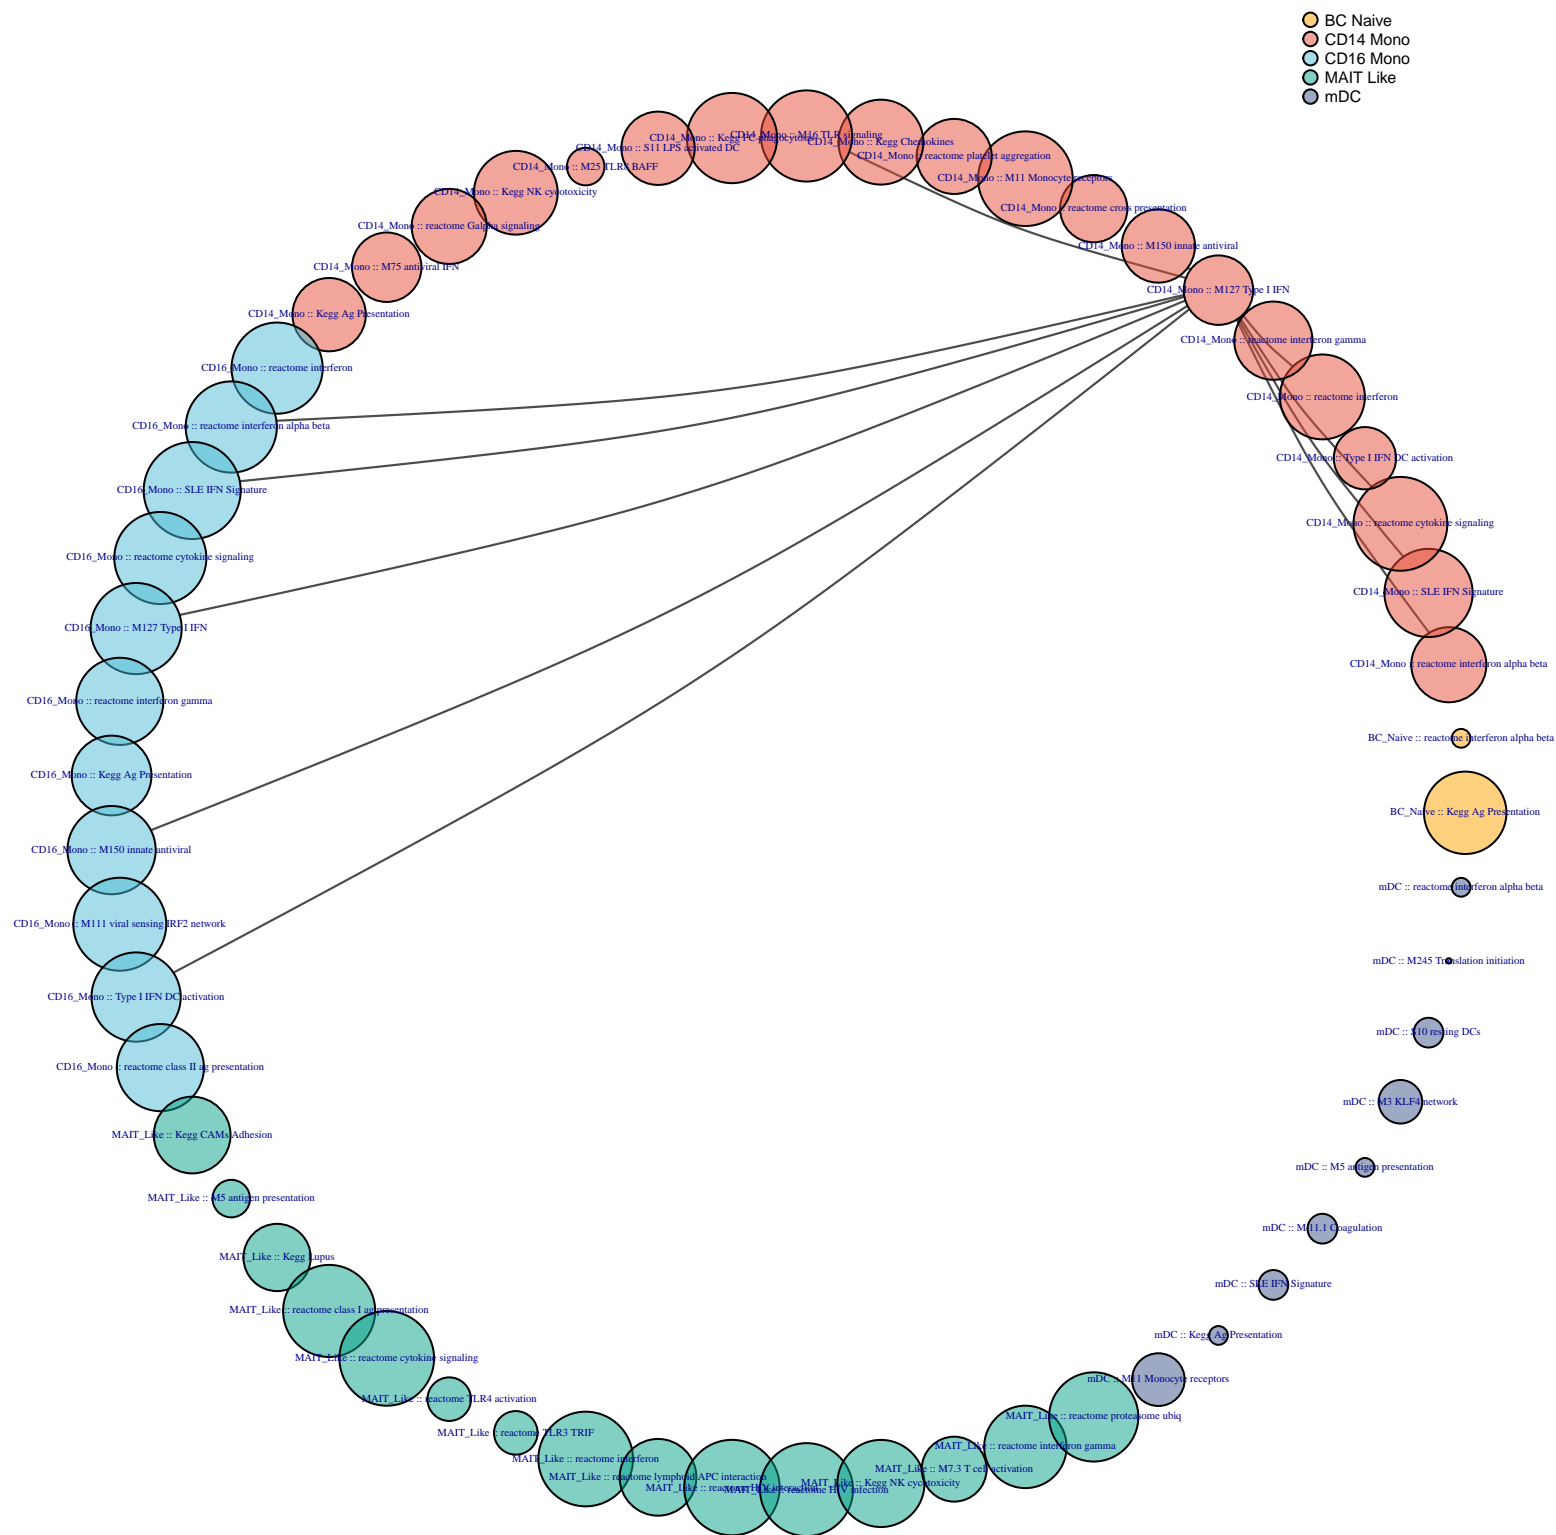 BC Naive
CD14 Mono
CD16 Mono
MAIT Like
mDC
CD14_Mono :: M16 TLR signaling
CD14_Mono :: Kegg FC phagocytosis
CD14_Mono :: Kegg Chemokines
CD14_Mono :: S11 LPS activated DC
CD14_Mono :: reactome platelet aggregation
CD14_Mono :: M25 TLR8 BAFF
CD14_Mono :: M11 Monocyte receptors
CD14_Mono :: Kegg NK cycotoxicity
CD14_Mono :: reactome cross presentation
CD14_Mono :: reactome Galpha signaling
CD14_Mono :: M150 innate antiviral
CD14_Mono :: M75 antiviral IFN
CD14_Mono :: M127 Type I IFN
CD14_Mono :: Kegg Ag Presentation
CD14_Mono :: reactome interferon gamma
CD16_Mono :: reactome interferon
CD14_Mono :: reactome interferon
CD16_Mono :: reactome interferon alpha beta
CD14_Mono :: Type I IFN DC activation
CD16_Mono :: SLE IFN Signature
CD14_Mono :: reactome cytokine signaling
CD16_Mono :: reactome cytokine signaling
CD14_Mono :: SLE IFN Signature
CD16_Mono :: M127 Type I IFN
CD14_Mono :: reactome interferon alpha beta
CD16_Mono :: reactome interferon gamma
BC_Naive :: reactome interferon alpha beta
CD16_Mono :: Kegg Ag Presentation
BC_Naive :: Kegg Ag Presentation
CD16_Mono :: M150 innate antiviral
mDC :: reactome interferon alpha beta
CD16_Mono :: M111 viral sensing IRF2 network
mDC :: M245 Translation initiation
CD16_Mono :: Type I IFN DC activation
mDC :: S10 resting DCs
CD16_Mono :: reactome class II ag presentation
mDC :: M3 KLF4 network
MAIT_Like :: Kegg CAMs Adhesion
mDC :: M5 antigen presentation
MAIT_Like :: M5 antigen presentation
mDC :: M-11.1 Coagulation
MAIT_Like :: Kegg Lupus
mDC :: SLE IFN Signature
MAIT_Like :: reactome class I ag presentation
mDC :: Kegg Ag Presentation
MAIT_Like :: reactome cytokine signaling
mDC :: M11 Monocyte receptors
MAIT_Like :: reactome TLR4 activation
MAIT_Like :: reactome proteasome ubiq
MAIT_Like :: reactome TLR3 TRIF
MAIT_Like :: reactome interferon gamma
MAIT_Like :: reactome interferon
MAIT_Like :: M7.3 T cell activation
MAIT_Like :: reactome lymphoid APC interaction
MAIT_Like :: Kegg NK cycotoxicity
MAIT_Like :: reactome HIV interaction
MAIT_Like :: reactome HIV infection